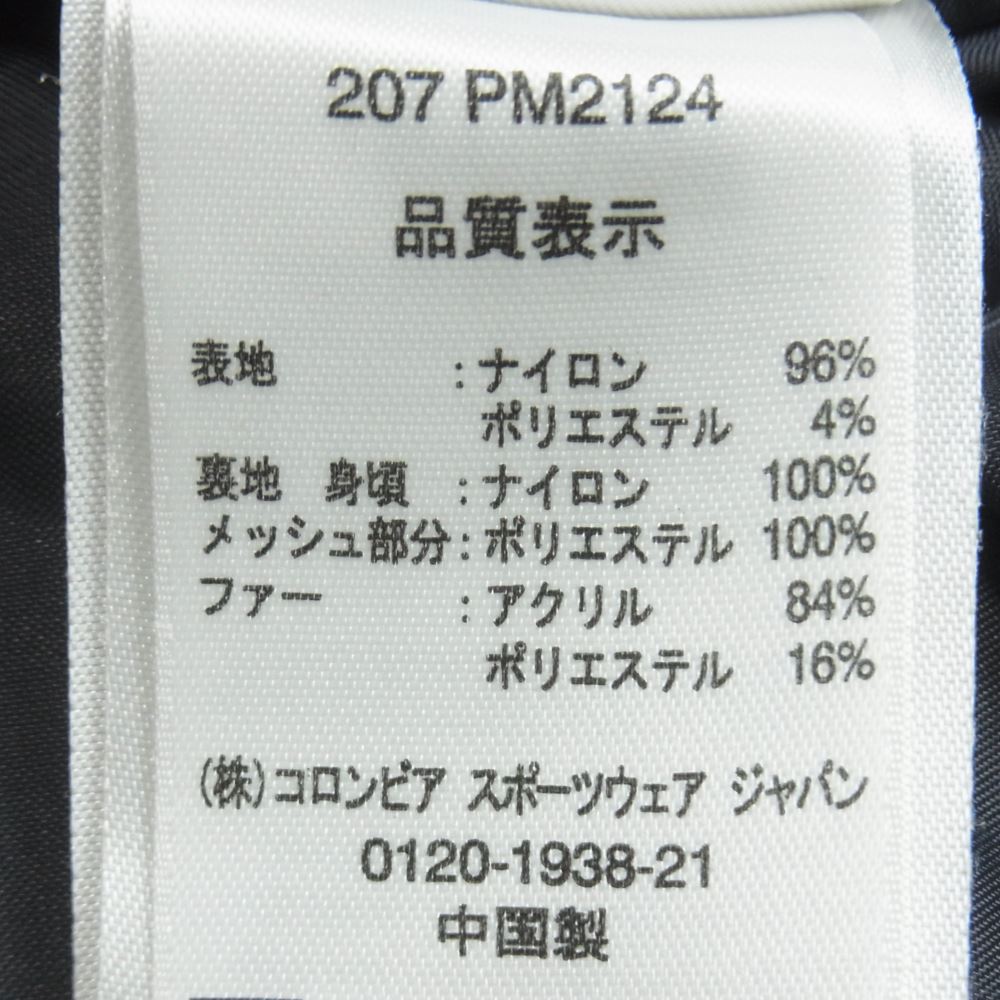 207 PM2124
品質表示
表地 : ナイロン 96%
ポリエステル 4%
裏地 身頃 : ナイロン 100%
メッシュ部分 : ポリエステル 100%
ファー : アクリル 84%
ポリエステル 16%
(株)コロンビア スポーツウェア ジャパン
0120-1938-21
中国製